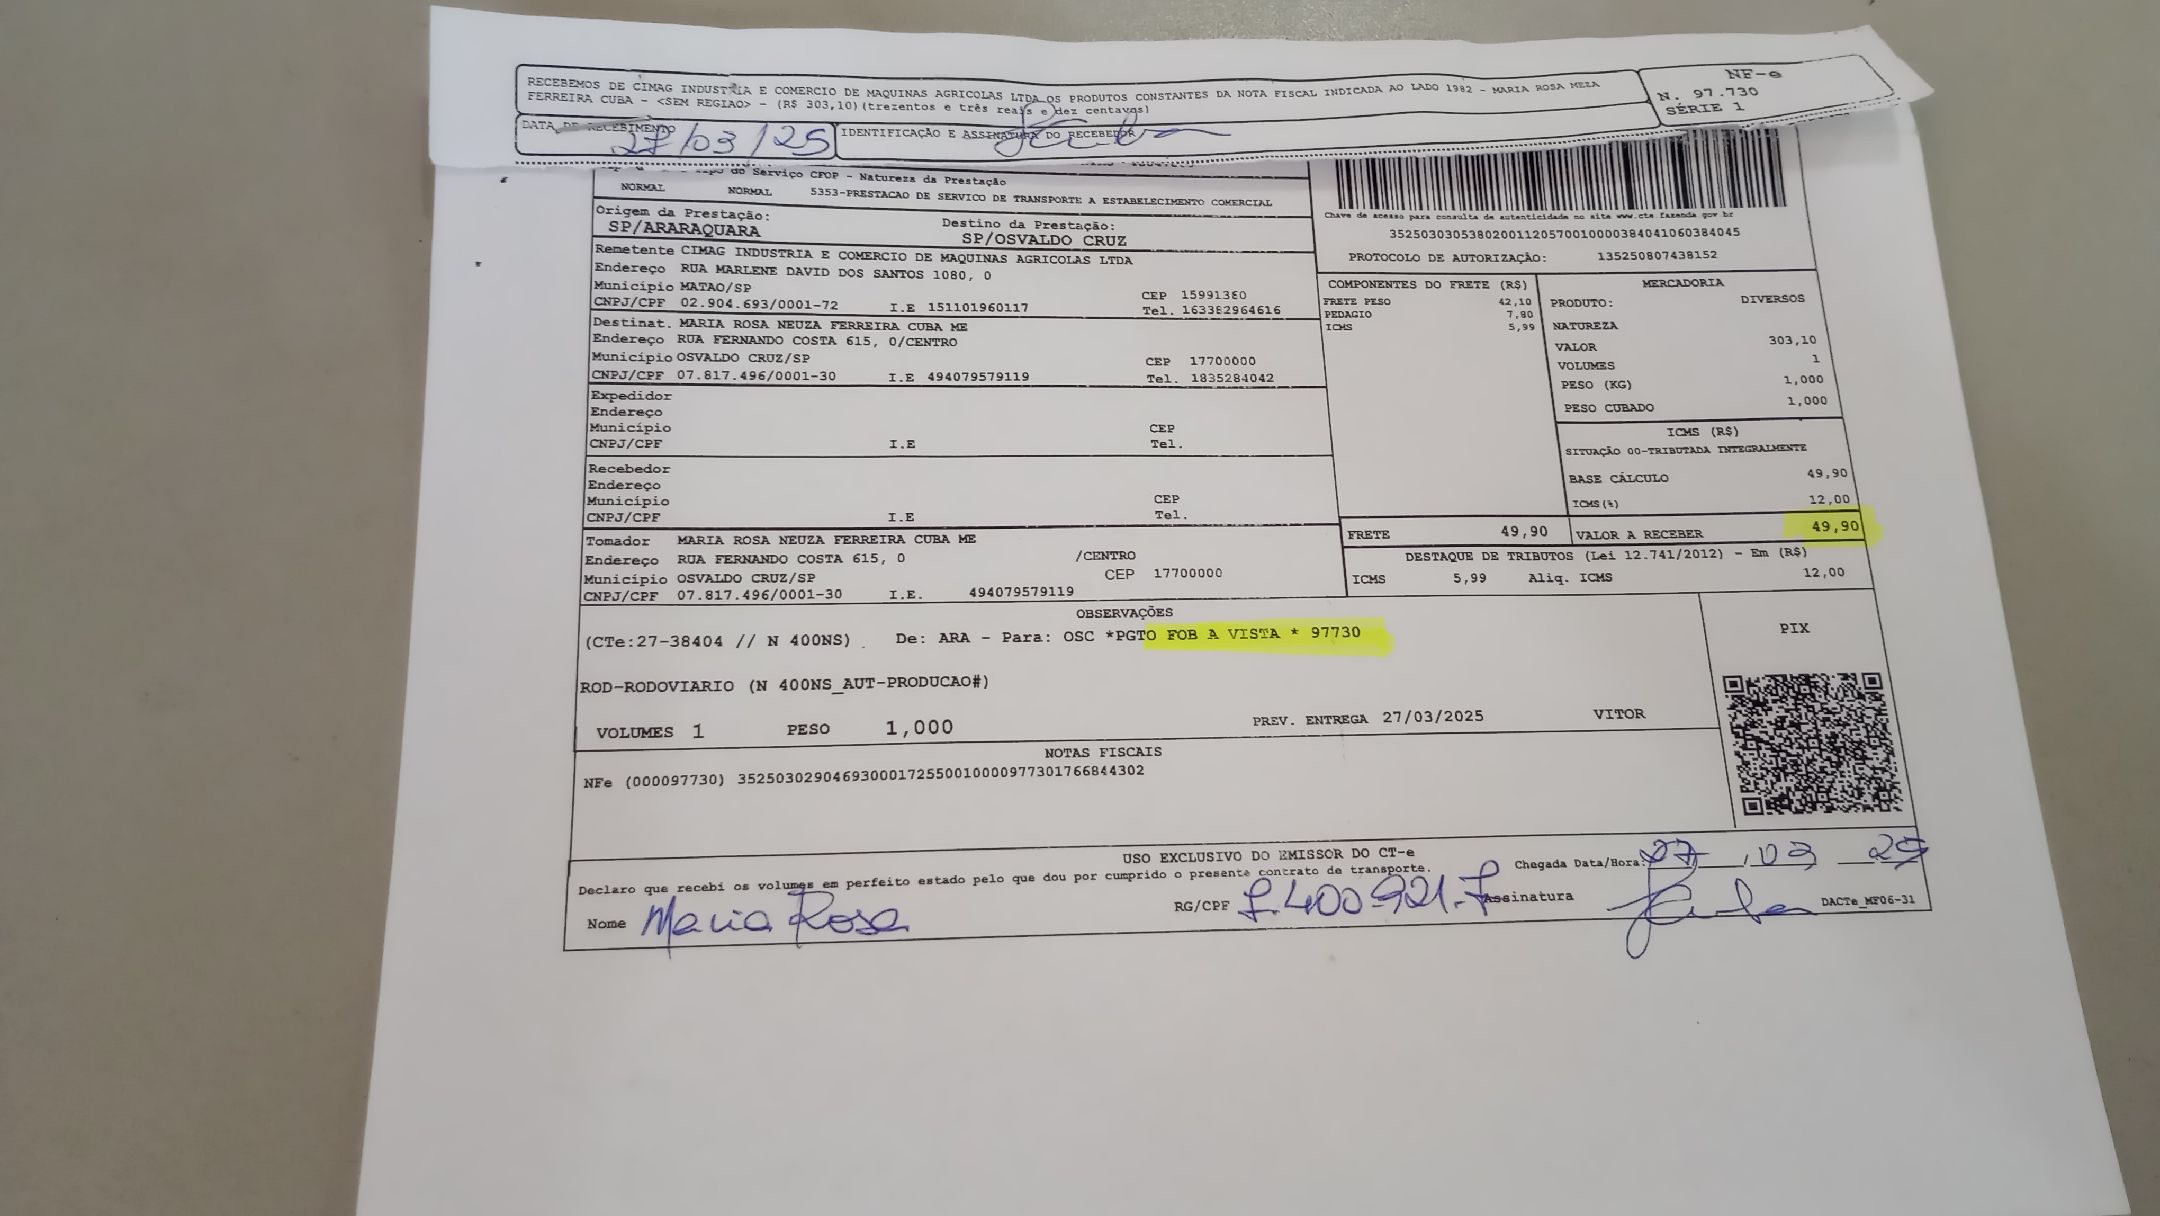 RECEBEMOS DE CIMAG INDUSTRIA E COMERCIO DE MAQUINAS AGRICOLAS LTDA OS PRODUTOS CONSTANTES DA NOTA FISCAL INDICADA AO LADO 1982 - MARIA ROSA MEZA
FERREIRA CUBA - <SEM REGIAO> - (R$ 303,10)(trezentos e três reais e dez centavos)
NF-e
N. 97.730
SÉRIE 1
DATA DE RECEBIMENTO
27/03/25
IDENTIFICAÇÃO E ASSINATURA DO RECEBEDOR
do Serviço CFOP - Natureza da Prestação
NORMAL NORMAL 5353-PRESTACAO DE SERVICO DE TRANSPORTE A ESTABELECIMENTO COMERCIAL
Origem da Prestação: Destino da Prestação:
SP/ARARAQUARA SP/OSVALDO CRUZ
Chave de acesso para consulta de autenticidade no site www.cte fazenda gov br
35250303053802001120570010000384041060384045
PROTOCOLO DE AUTORIZAÇÃO: 135250807438152
Remetente CIMAG INDUSTRIA E COMERCIO DE MAQUINAS AGRICOLAS LTDA
Endereço RUA MARLENE DAVID DOS SANTOS 1080, 0
Município MATAO/SP CEP 15991360
CNPJ/CPF 02.904.693/0001-72 I.E 151101960117 Tel. 163382964616
Destinat. MARIA ROSA NEUZA FERREIRA CUBA ME
Endereço RUA FERNANDO COSTA 615, 0/CENTRO
Município OSVALDO CRUZ/SP CEP 17700000
CNPJ/CPF 07.817.496/0001-30 I.E 494079579119 Tel. 1835284042
Expedidor
Endereço
Município CEP
CNPJ/CPF I.E Tel.
Recebedor
Endereço
Município CEP
CNPJ/CPF I.E Tel.
Tomador MARIA ROSA NEUZA FERREIRA CUBA ME
Endereço RUA FERNANDO COSTA 615, 0 /CENTRO
Município OSVALDO CRUZ/SP CEP 17700000
CNPJ/CPF 07.817.496/0001-30 I.E. 494079579119
COMPONENTES DO FRETE (R$)
FRETE PESO 42,10
PEDAGIO 7,80
ICMS 5,99
MERCADORIA
PRODUTO: DIVERSOS
NATUREZA
VALOR 303,10
VOLUMES 1
PESO (KG) 1,000
PESO CUBADO 1,000
ICMS (R$)
SITUAÇÃO 00-TRIBUTADA INTEGRALMENTE
BASE CÁLCULO 49,90
ICMS(%) 12,00
FRETE 49,90 VALOR A RECEBER 49,90
DESTAQUE DE TRIBUTOS (Lei 12.741/2012) - Em (R$)
ICMS 5,99 Aliq. ICMS 12,00
OBSERVAÇÕES
(CTe:27-38404 // N 400NS) . De: ARA - Para: OSC *PGTO FOB A VISTA * 97730
PIX
ROD-RODOVIARIO (N 400NS_AUT-PRODUCAO#)
VOLUMES 1 PESO 1,000 PREV. ENTREGA 27/03/2025 VITOR
NOTAS FISCAIS
NFe (000097730) 35250302904693000172550010000977301766844302
USO EXCLUSIVO DO EMISSOR DO CT-e
Declaro que recebi os volumes em perfeito estado pelo que dou por cumprido o presente contrato de transporte.
Chegada Data/Hora: 27 03 25
Nome Maria Rosa RG/CPF 7.400.921.7 Assinatura
DACTe_MF06-31